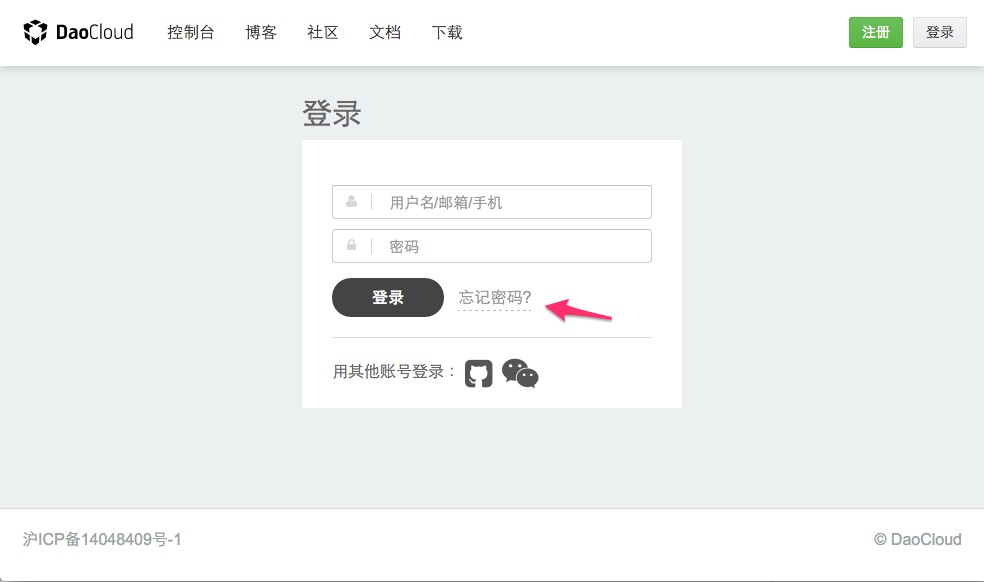 DaoCloud 控制台 博客 社区 文档 下载 注册 登录
登录
用户名/邮箱/手机
密码
登录 忘记密码?
用其他账号登录：
沪ICP备14048409号-1 © DaoCloud